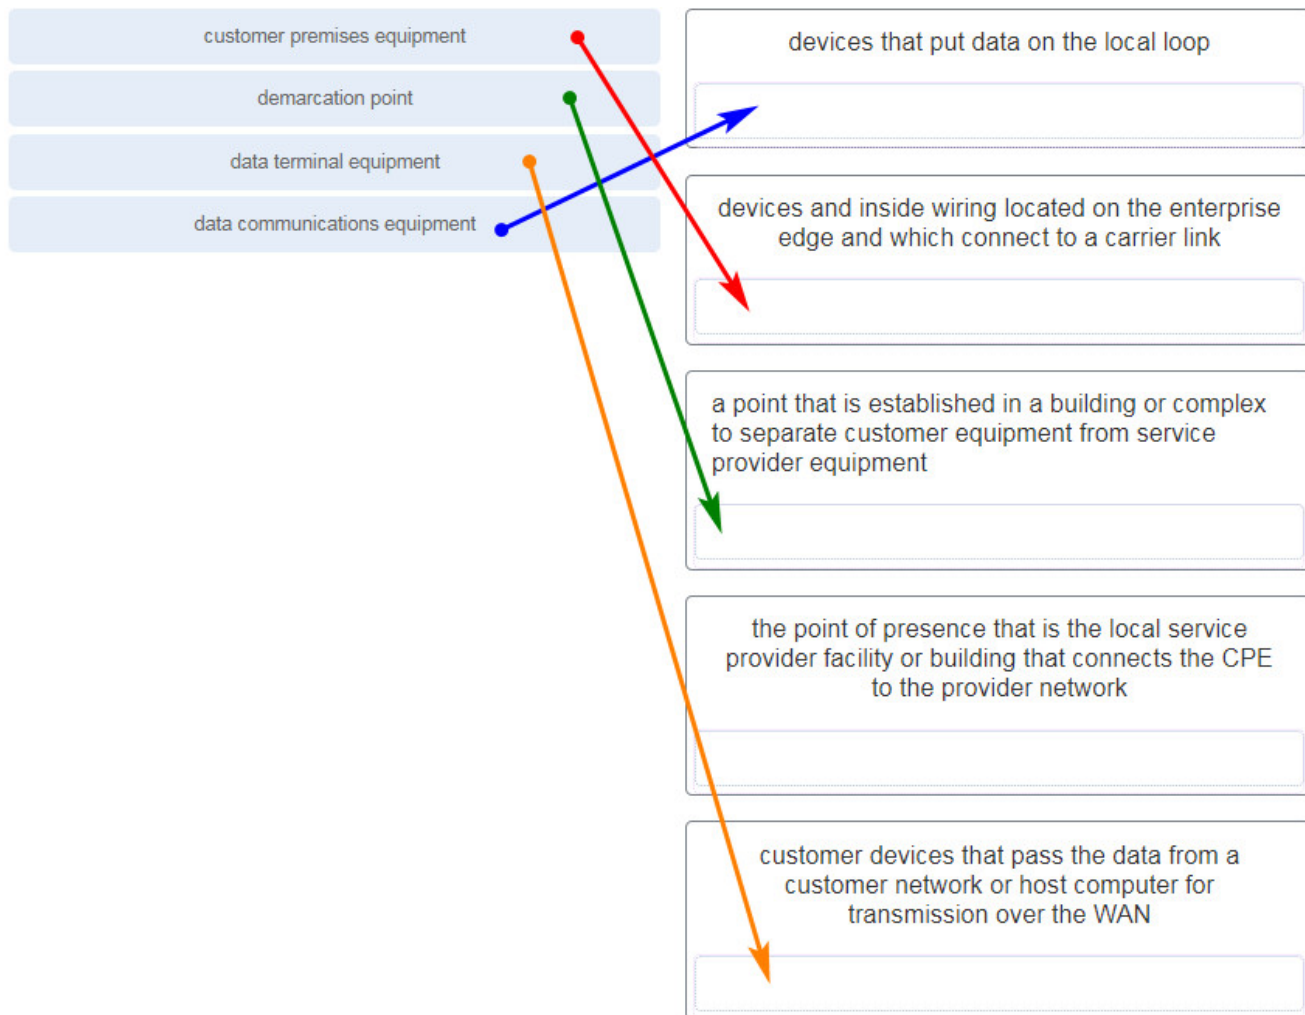 customer premises equipment
demarcation point
data terminal equipment
data communications equipment
devices that put data on the local loop
devices and inside wiring located on the enterprise
edge and which connect to a carrier link
a point that is established in a building or complex
to separate customer equipment from service
provider equipment
the point of presence that is the local service
provider facility or building that connects the CPE
to the provider network
customer devices that pass the data from a
customer network or host computer for
transmission over the WAN